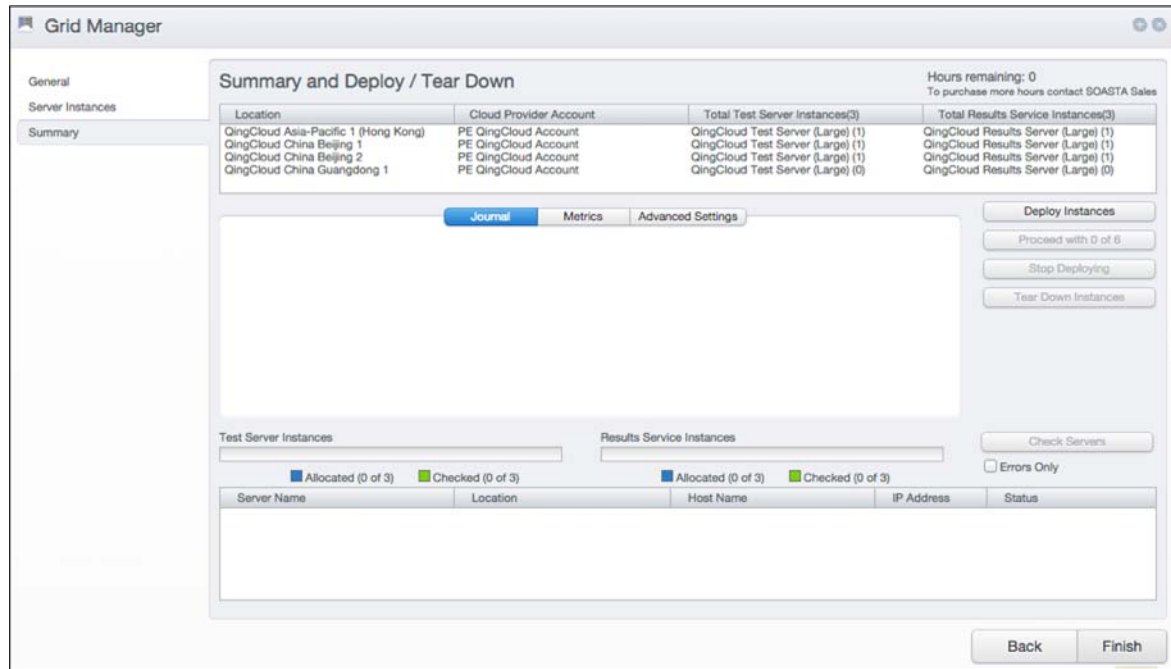 Grid Manager
General
Server Instances
Summary
Summary and Deploy / Tear Down
Hours remaining: 0
To purchase more hours contact SOASTA Sales
Location Cloud Provider Account Total Test Server Instances(3) Total Results Service Instances(3)
QingCloud Asia-Pacific 1 (Hong Kong) PE QingCloud Account QingCloud Test Server (Large) (1) QingCloud Results Server (Large) (1)
QingCloud China Beijing 1 PE QingCloud Account QingCloud Test Server (Large) (1) QingCloud Results Server (Large) (1)
QingCloud China Beijing 2 PE QingCloud Account QingCloud Test Server (Large) (1) QingCloud Results Server (Large) (1)
QingCloud China Guangdong 1 PE QingCloud Account QingCloud Test Server (Large) (0) QingCloud Results Server (Large) (0)
Journal Metrics Advanced Settings
Deploy Instances
Proceed with 0 of 6
Stop Deploying
Tear Down Instances
Test Server Instances Results Service Instances
Check Servers
Errors Only
Allocated (0 of 3) Checked (0 of 3) Allocated (0 of 3) Checked (0 of 3)
Server Name Location Host Name IP Address Status
Back Finish